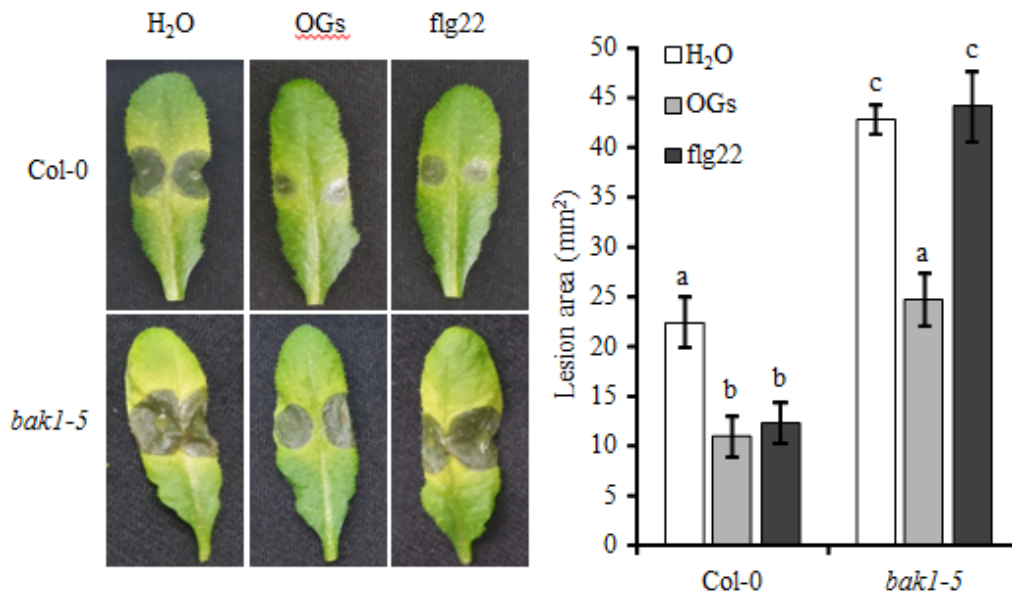 H₂O OGs flg22
Col-0
bak1-5
H₂O
OGs
flg22
Lesion area (mm²)
50
45
40
35
30
25
20
15
10
5
0
a
b
b
c
a
c
Col-0 bak1-5